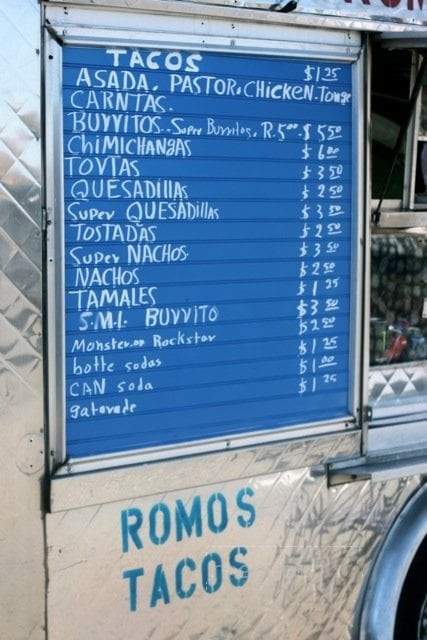 TACOS $1 25
ASADA. PASTOR. CHicKeN. Tonge
CARNTAS.
BUYYITOS.. Super Burritos. R.5°° $ 5 50
CHiMICHANGAS $ 6 00
TOYTAS $ 3 50
QUESADILLAS $ 2 50
Super QUESADILLAS $ 3 50
TOSTADAS $ 2 50
Super NACHOS $ 3 50
NACHOS $ 2 50
TAMALES $ 1 25
S.M.I. BUYYITO $3 50
Monster or Rockstar $2 50
botte sodas $1 25
CAN soda $1 00
gatorade $1 25
ROMOS
TACOS